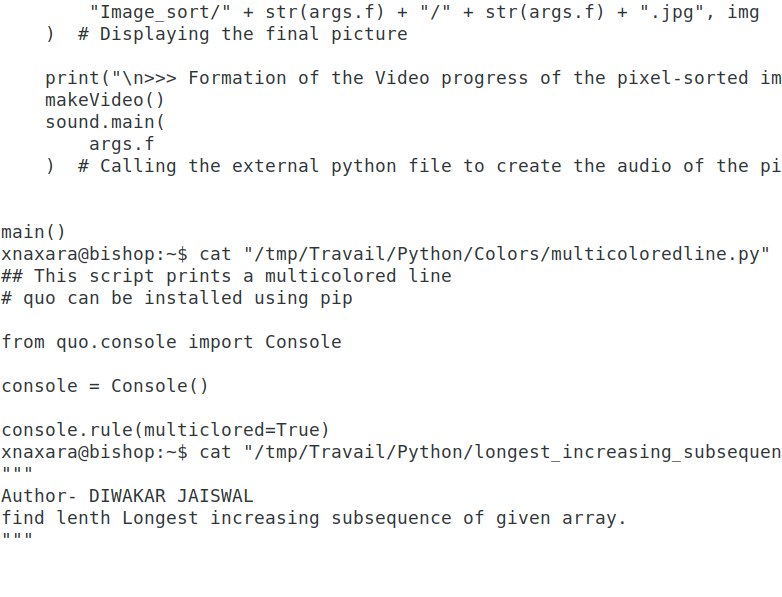 "Image_sort/" + str(args.f) + "/" + str(args.f) + ".jpg", img
    )  # Displaying the final picture

    print("\n>>> Formation of the Video progress of the pixel-sorted im
    makeVideo()
    sound.main(
        args.f
    )  # Calling the external python file to create the audio of the pi


main()
xnaxara@bishop:~$ cat "/tmp/Travail/Python/Colors/multicoloredline.py"
## This script prints a multicolored line
# quo can be installed using pip

from quo.console import Console

console = Console()

console.rule(multiclored=True)
xnaxara@bishop:~$ cat "/tmp/Travail/Python/longest_increasing_subsequen
"""
Author- DIWAKAR JAISWAL
find lenth Longest increasing subsequence of given array.
"""